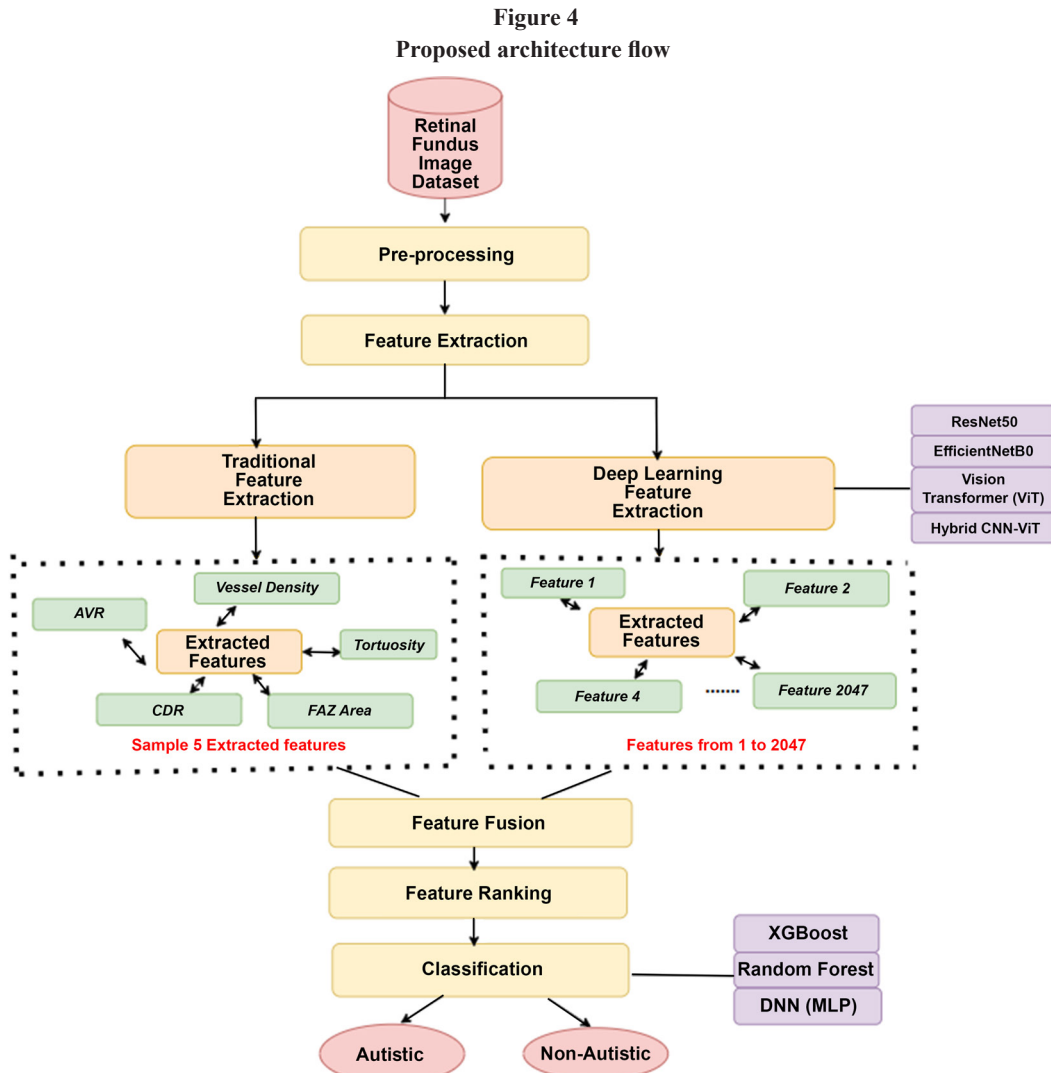 Figure 4
Proposed architecture flow
Retinal
Fundus
Image
Dataset
Pre-processing
Feature Extraction
Traditional
Feature
Extraction
Deep Learning
Feature
Extraction
ResNet50
EfficientNetB0
Vision
Transformer (ViT)
Hybrid CNN-ViT
Vessel Density
AVR
Extracted
Features
Tortuosity
CDR
FAZ Area
Sample 5 Extracted features
Feature 1
Feature 2
Extracted
Features
Feature 4
.......
Feature 2047
Features from 1 to 2047
Feature Fusion
Feature Ranking
Classification
XGBoost
Random Forest
DNN (MLP)
Autistic
Non-Autistic